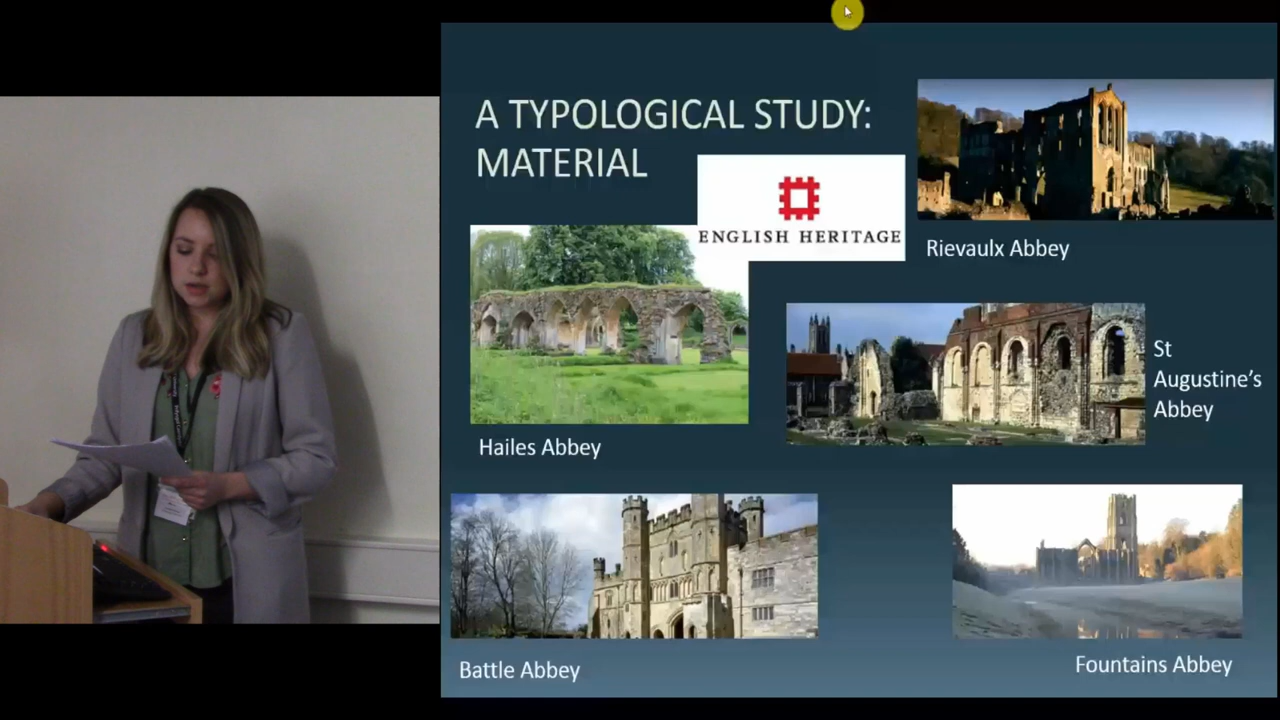 A TYPOLOGICAL STUDY:
MATERIAL
ENGLISH HERITAGE
Rievaulx Abbey
Hailes Abbey
St
Augustine's
Abbey
Battle Abbey
Fountains Abbey